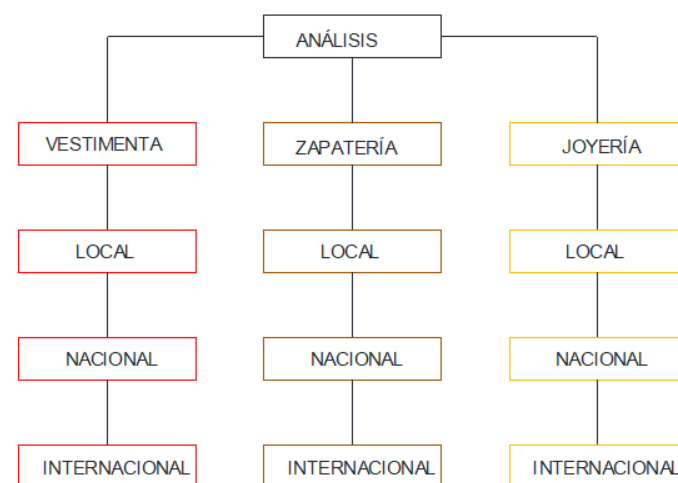 ANÁLISIS
VESTIMENTA
ZAPATERÍA
JOYERÍA
LOCAL
LOCAL
LOCAL
NACIONAL
NACIONAL
NACIONAL
INTERNACIONAL
INTERNACIONAL
INTERNACIONAL